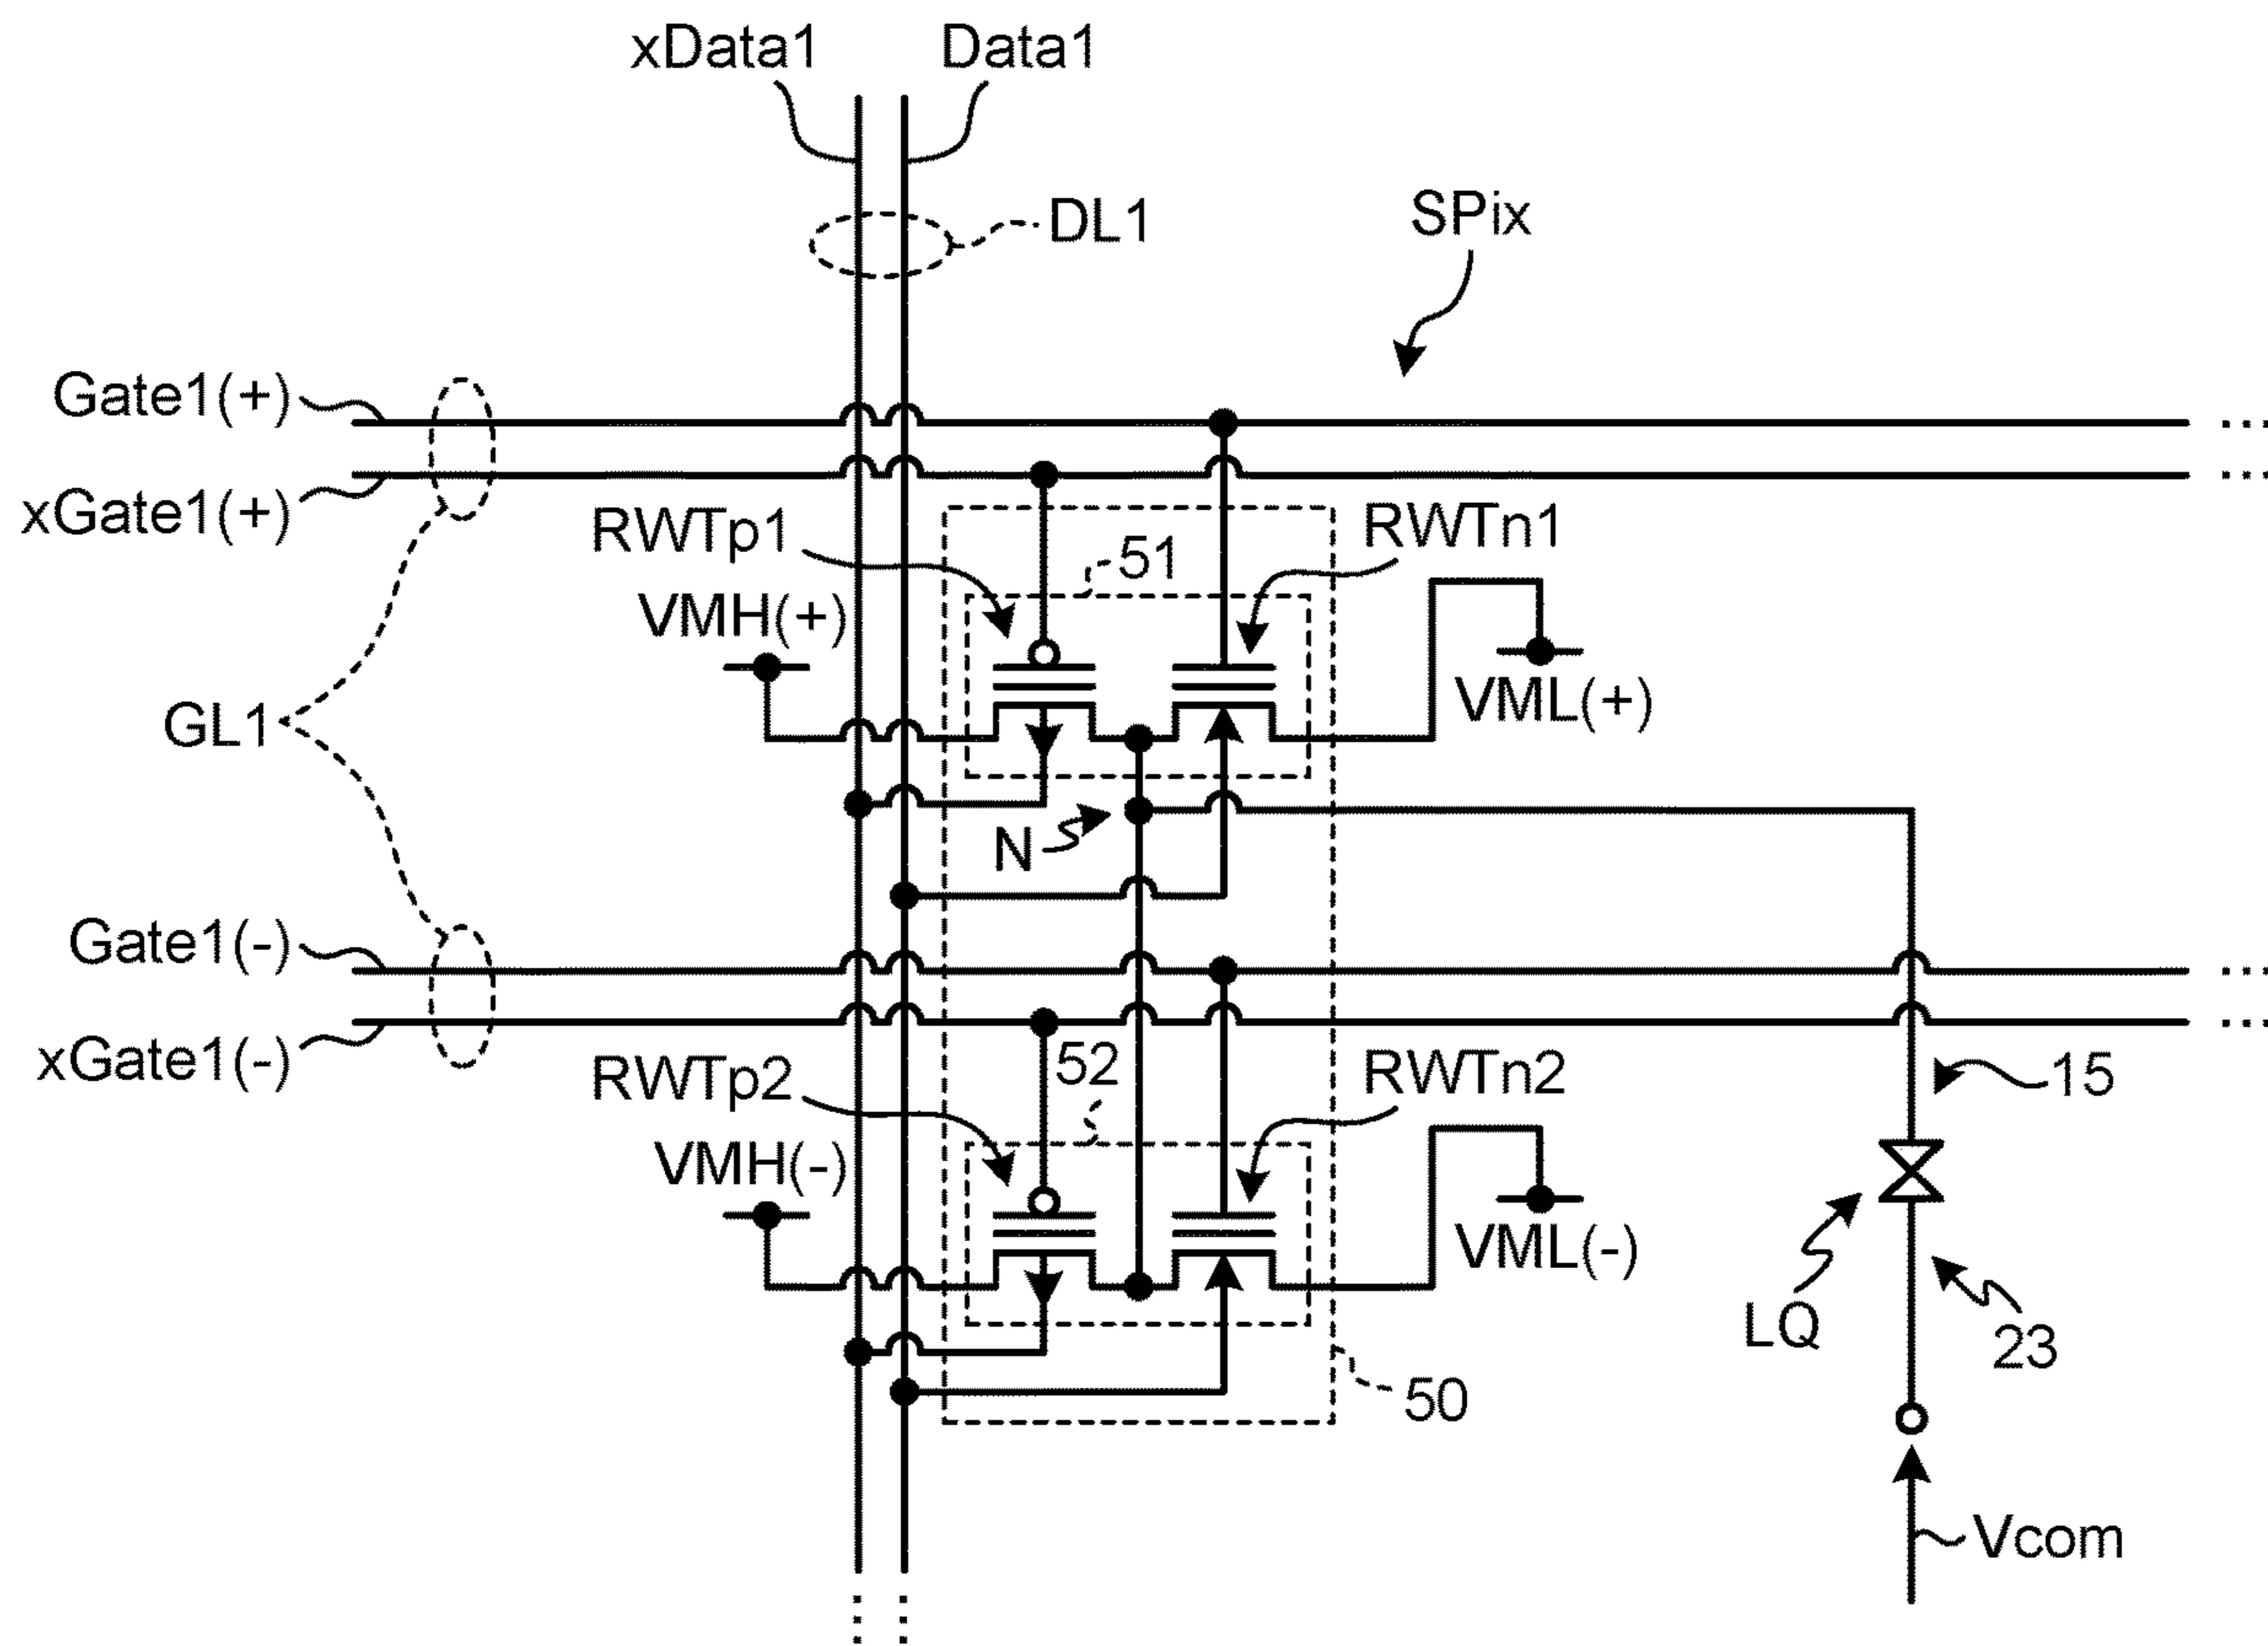 xData1
Data1
DL1
SPix
Gate1(+)
xGate1(+)
RWTp1
51
RWTn1
VMH(+)
VML(+)
GL1
N
Gate1(-)
xGate1(-)
RWTp2
52
RWTn2
15
VMH(-)
VML(-)
LQ
23
50
Vcom